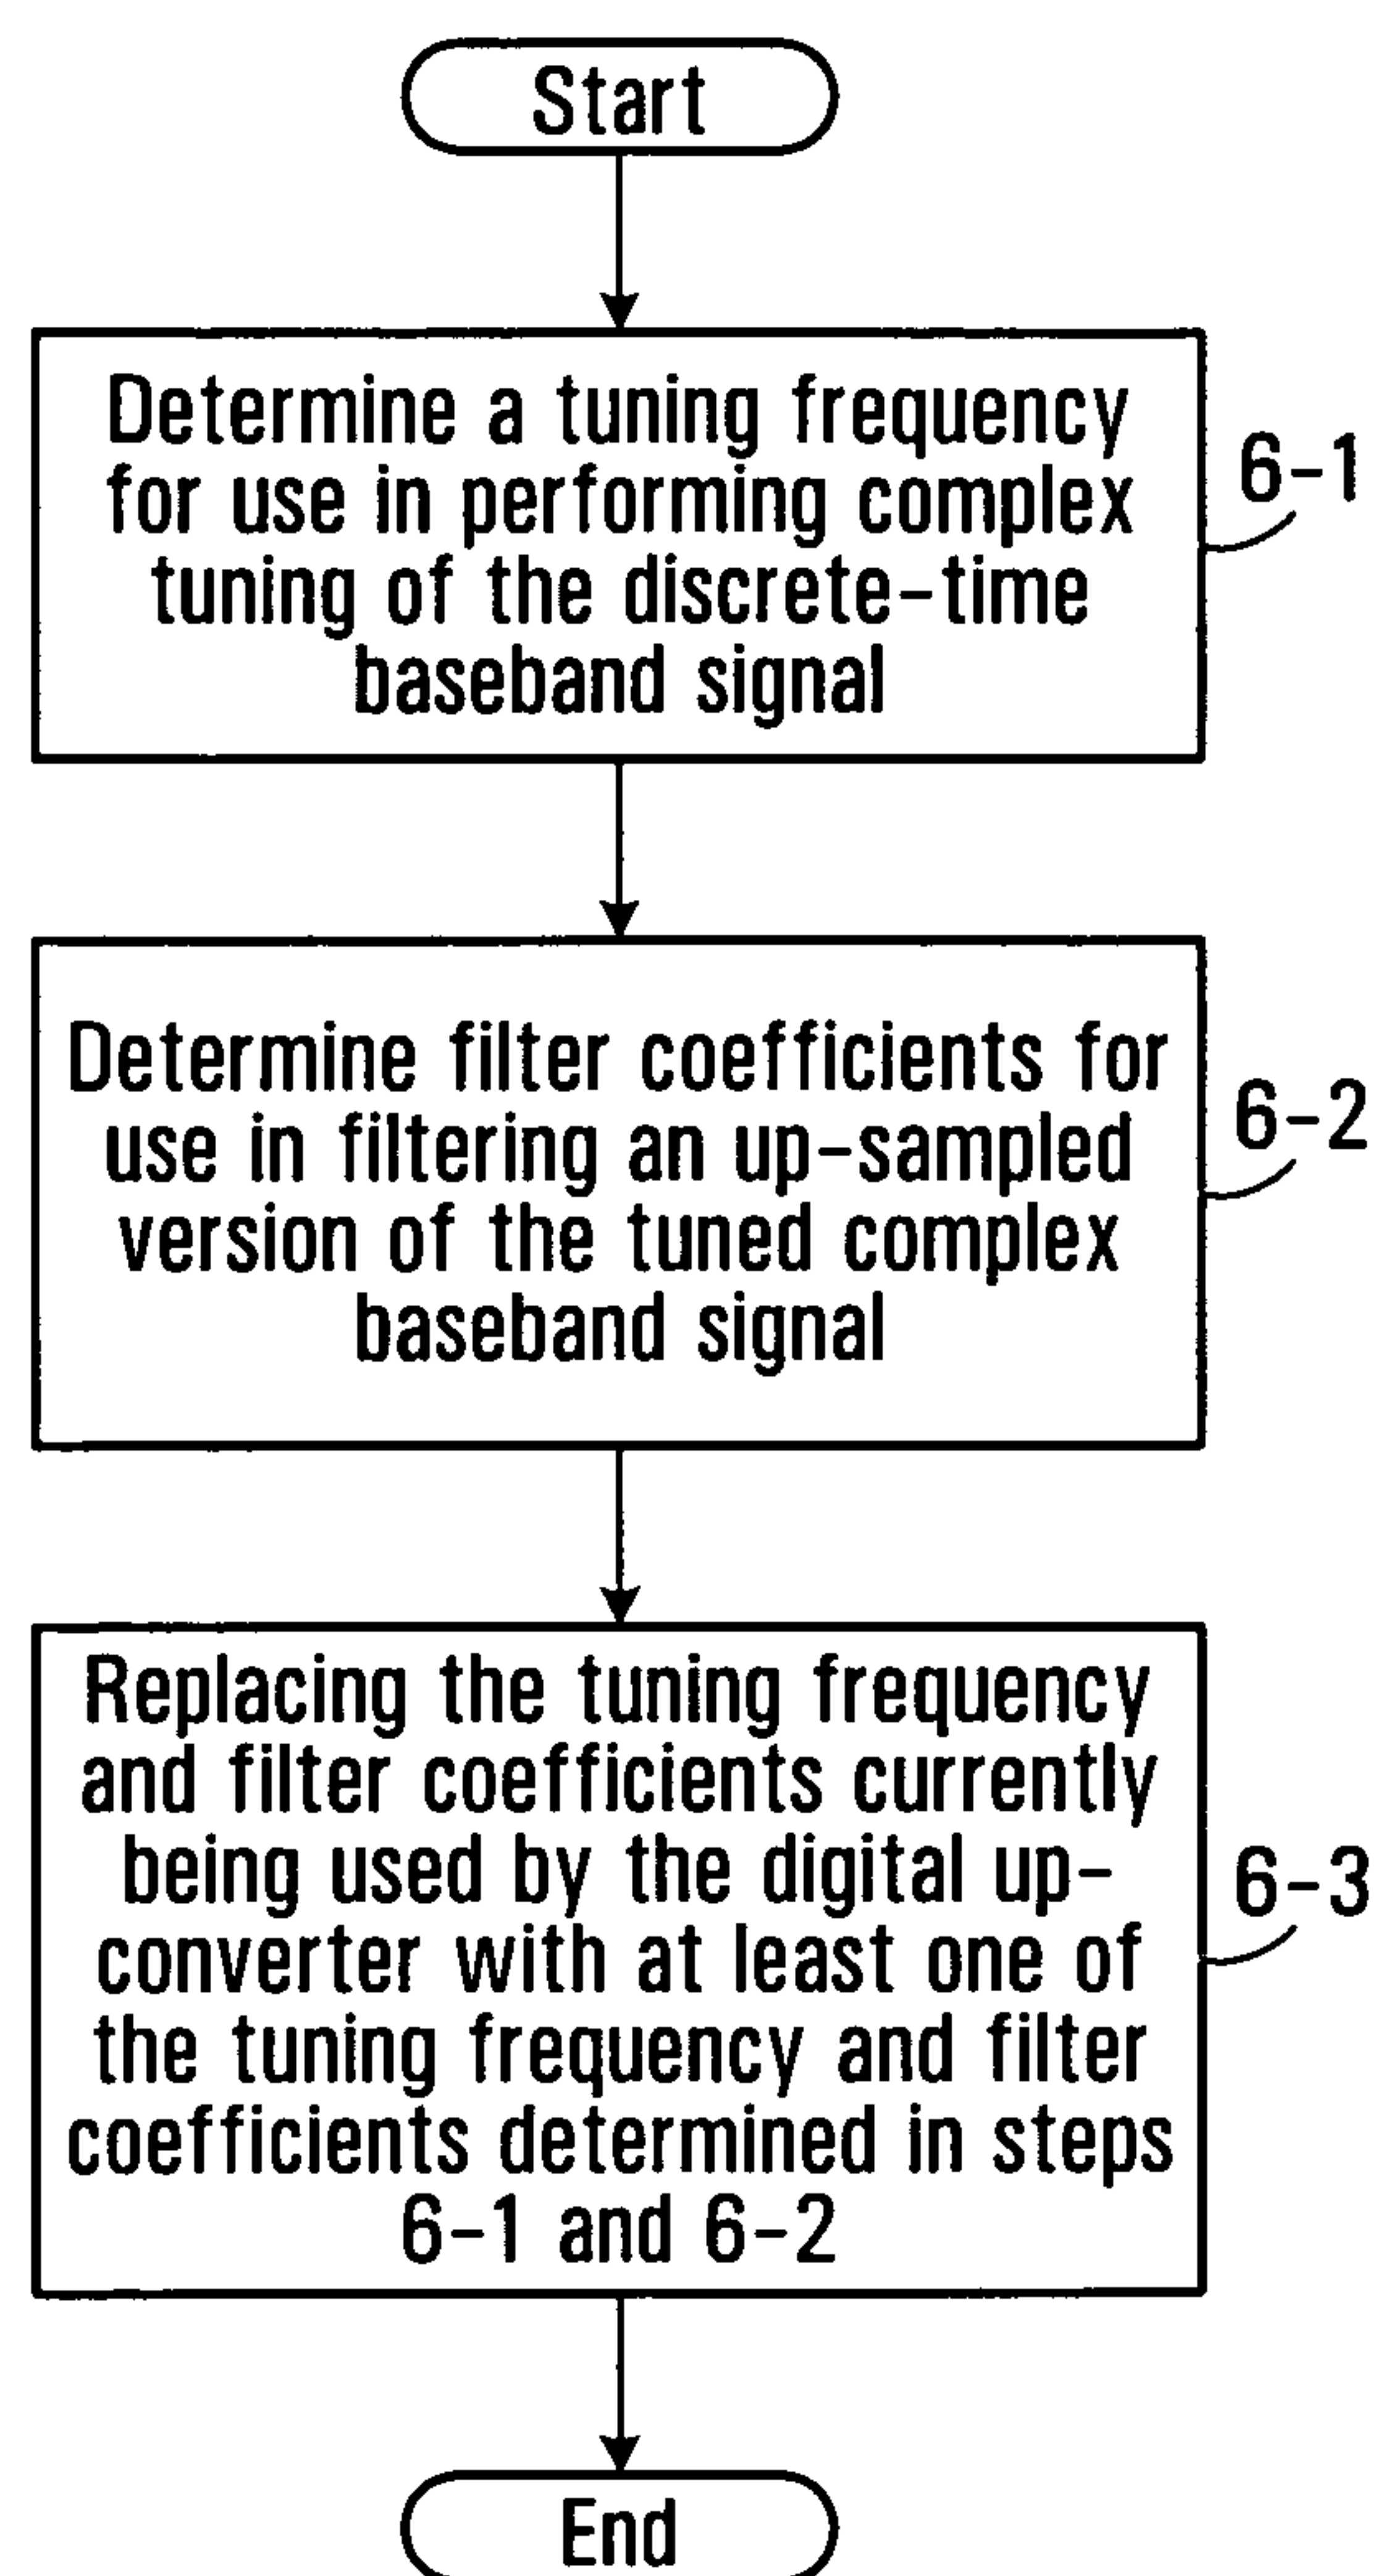 Start
Determine a tuning frequency
for use in performing complex
tuning of the discrete-time
baseband signal
6-1
Determine filter coefficients for
use in filtering an up-sampled
version of the tuned complex
baseband signal
6-2
Replacing the tuning frequency
and filter coefficients currently
being used by the digital up-
converter with at least one of
the tuning frequency and filter
coefficients determined in steps
6-1 and 6-2
6-3
End